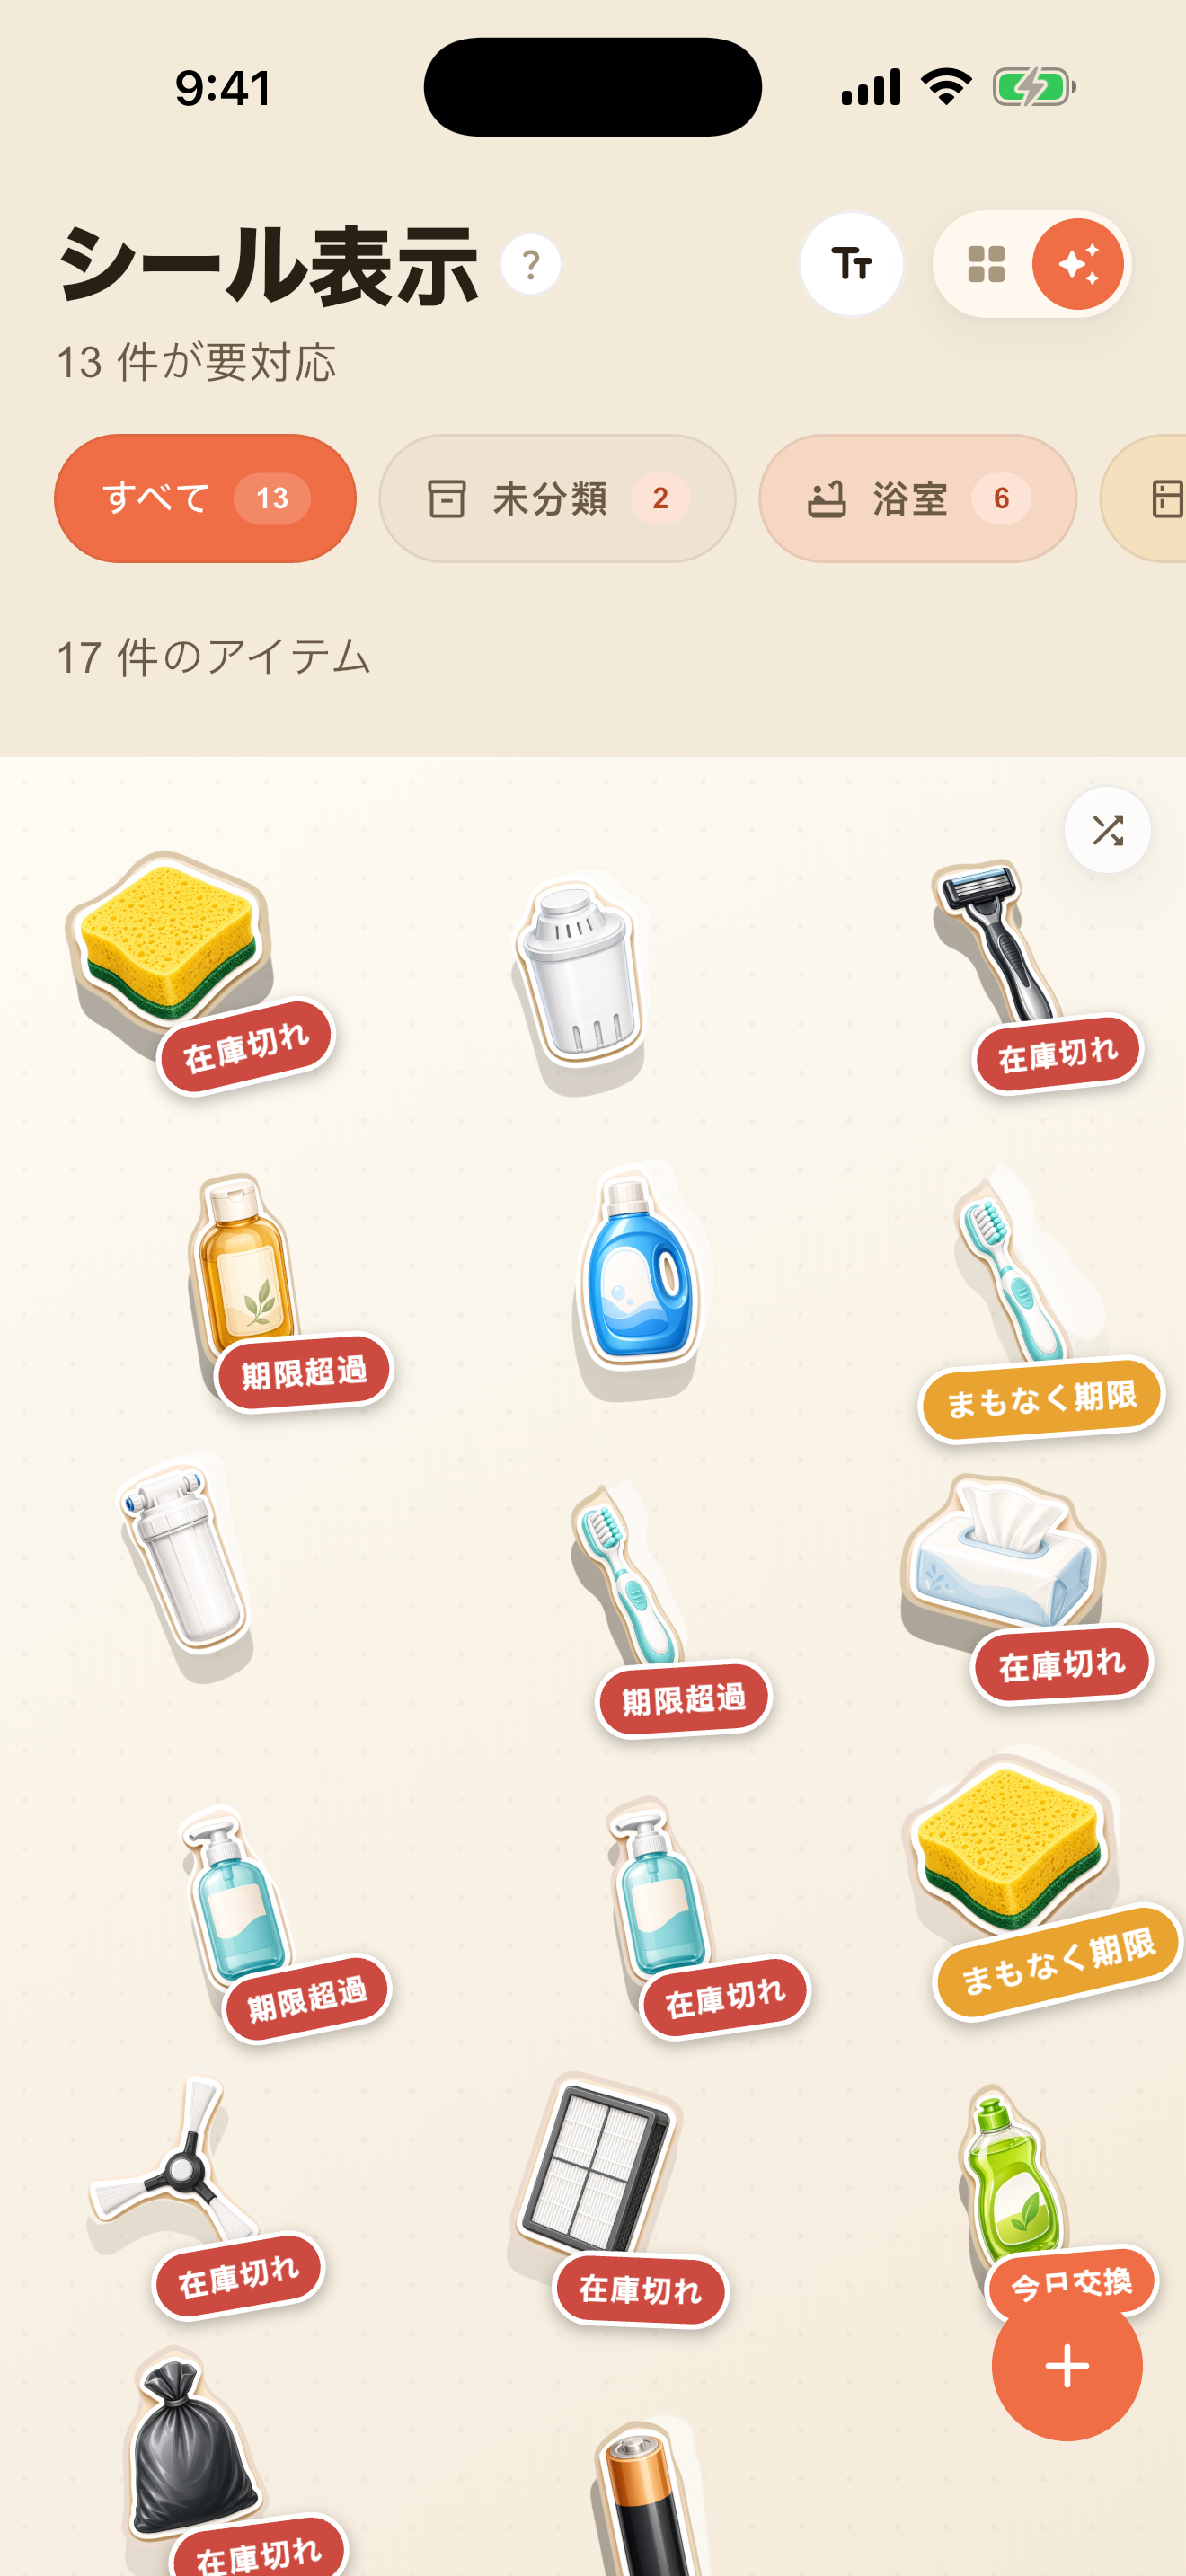 9:41
シール表示 ?
Tт
13 件が要対応
すべて 13 未分類 2 浴室 6
17 件のアイテム
在庫切れ
在庫切れ
期限超過
まもなく期限
期限超過
在庫切れ
期限超過
在庫切れ
まもなく期限
在庫切れ
在庫切れ
今日交換
在庫切れ